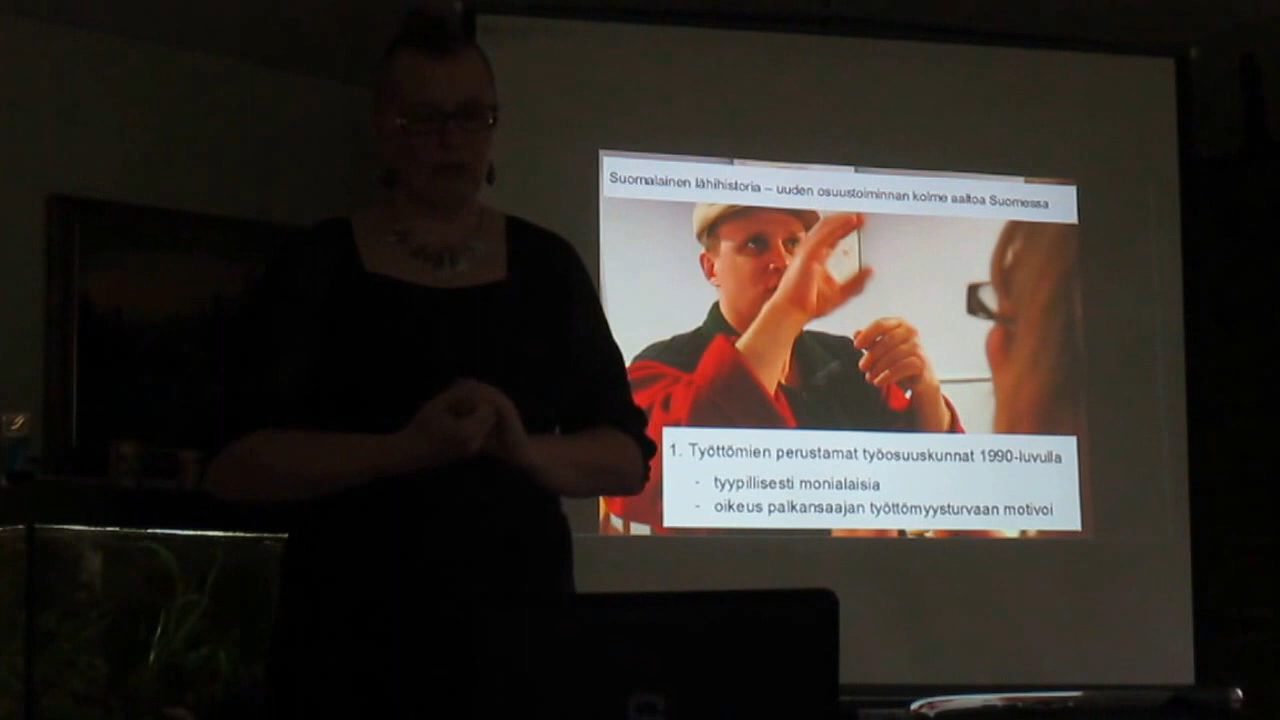 Suomalainen lähihistoria – uuden osuustoiminnan kolme aaltoa Suomessa
1. Työttömien perustamat työosuuskunnat 1990-luvulla
- tyypillisesti monialaisia
- oikeus palkansaajan työttömyysturvaan motivoi